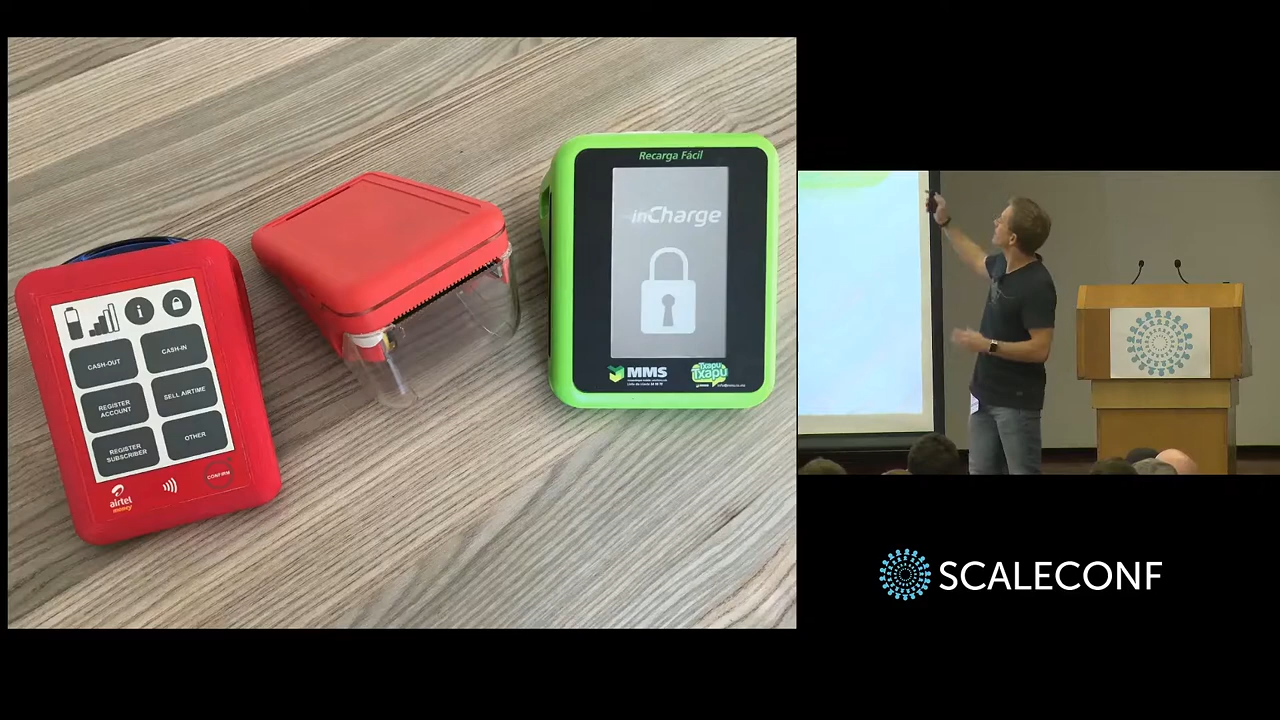 CASH-OUT
CASH-IN
REGISTER
ACCOUNT
SELL AIRTIME
REGISTER
SUBSCRIBER
OTHER
CONFIRM
airtel
money
Recarga Fácil
inCharge
MMS
Txapu
Txapu
SCALECONF